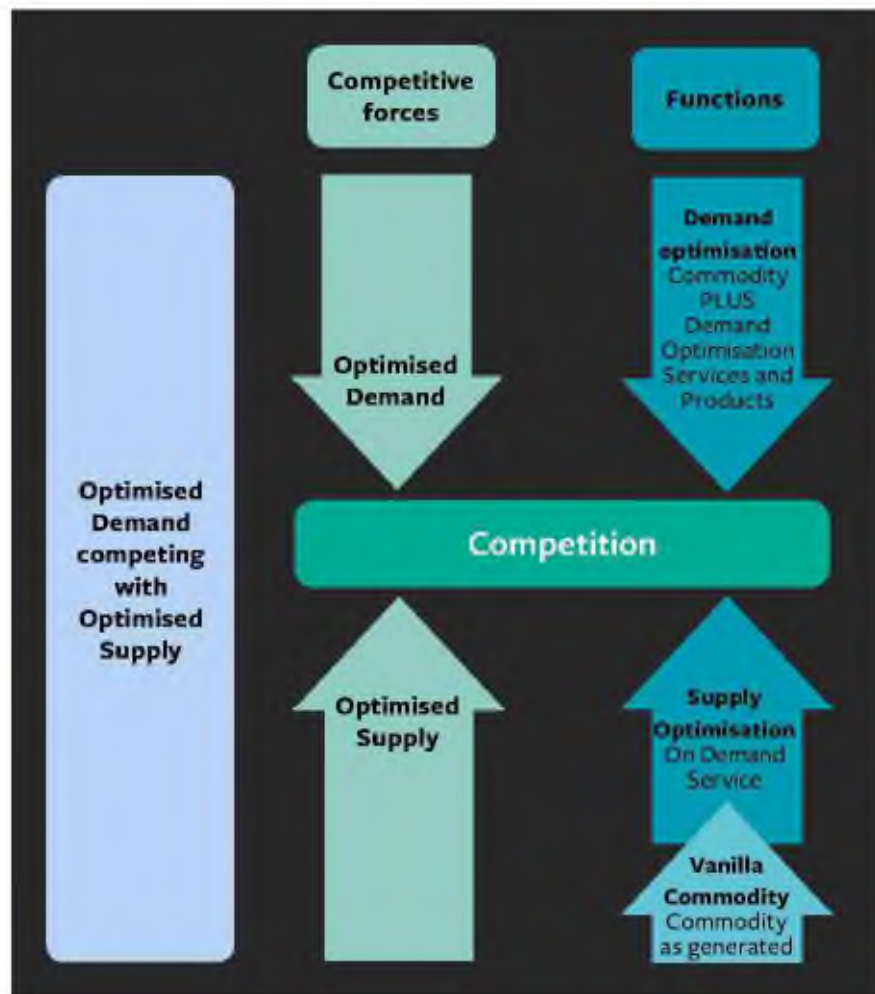 Competitive
forces
Functions
Optimised
Demand
competing
with
Optimised
Supply
Optimised
Demand
Demand
optimisation
Commodity
PLUS
Demand
Optimisation
Services and
Products
Competition
Optimised
Supply
Supply
Optimisation
On Demand
Service
Vanilla
Commodity
Commodity
as generated